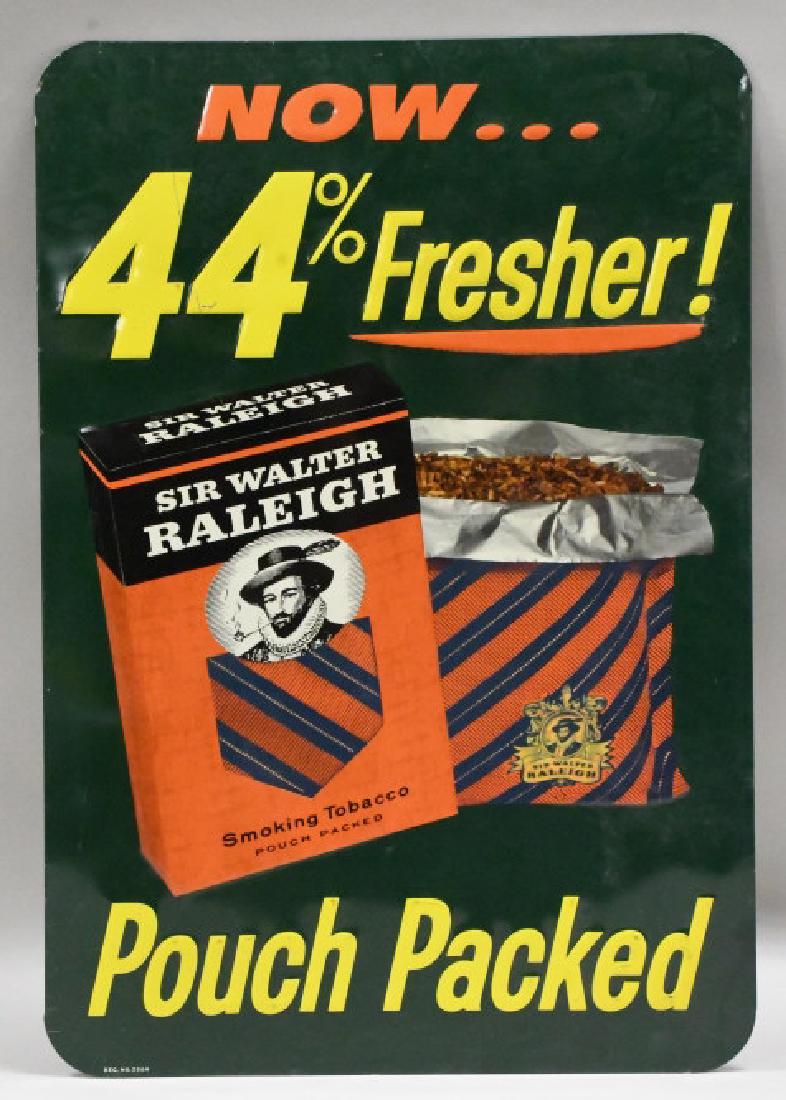 NOW...
44% Fresher!
SIR WALTER
RALEIGH
SIR WALTER
RALEIGH
Smoking Tobacco
POUCH PACKED
SIR WALTER
RALEIGH
Pouch Packed